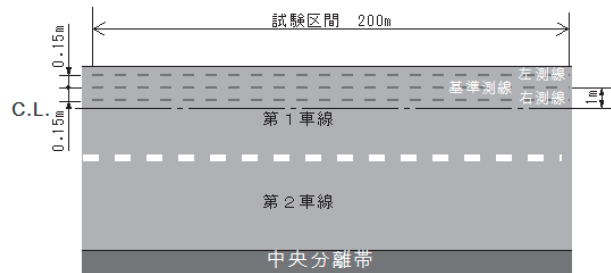 試験区間 200m
0.15m
左測線
基準測線
右測線
1m
C.L.
0.15m
第1車線
第2車線
中央分離帯